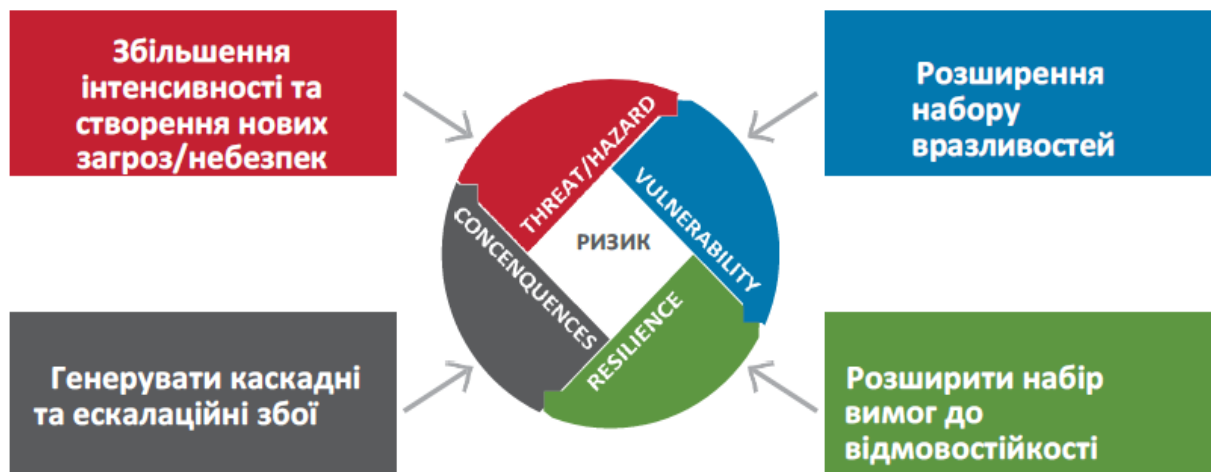 Збільшення
інтенсивності та
створення нових
загроз/небезпек
Розширення
набору
вразливостей
THREAT/HAZARD
VULNERABILITY
РИЗИК
CONCENQUENCES
RESILIENCE
Генерувати каскадні
та ескалаційні збої
Розширити набір
вимог до
відмовостійкості